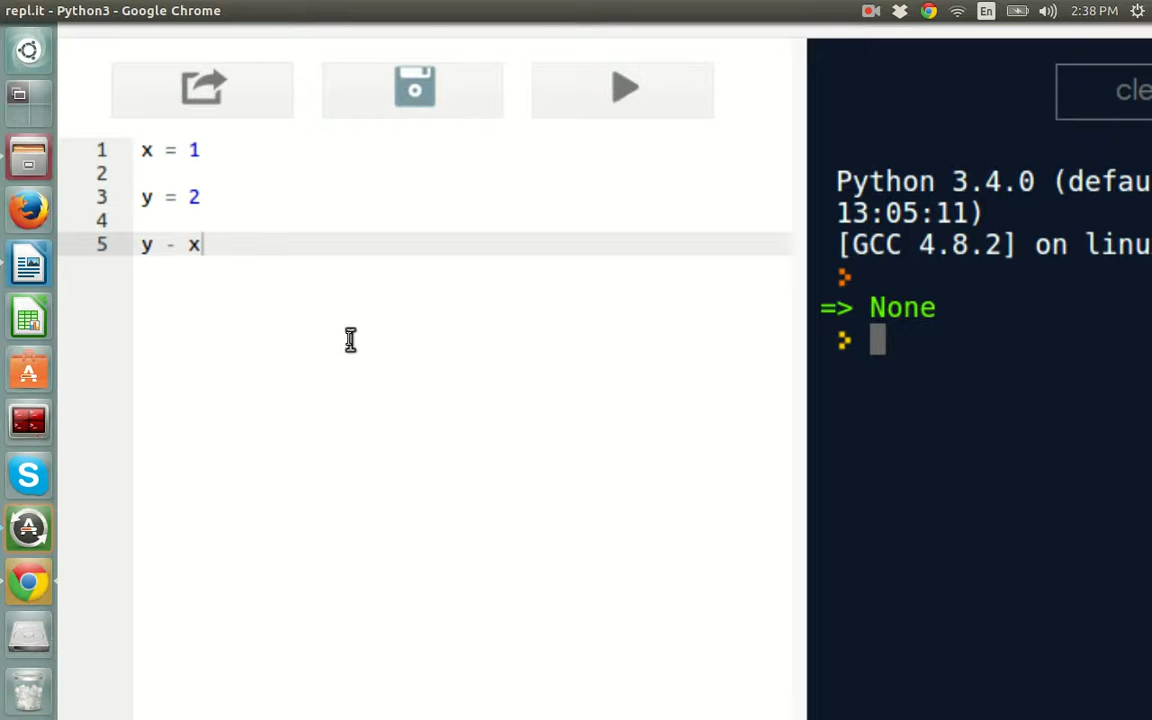 repl.it - Python3 - Google Chrome
En
2:38 PM
1 x = 1
2
3 y = 2
4
5 y - x
cle
Python 3.4.0 (defau
13:05:11)
[GCC 4.8.2] on linu
=> None